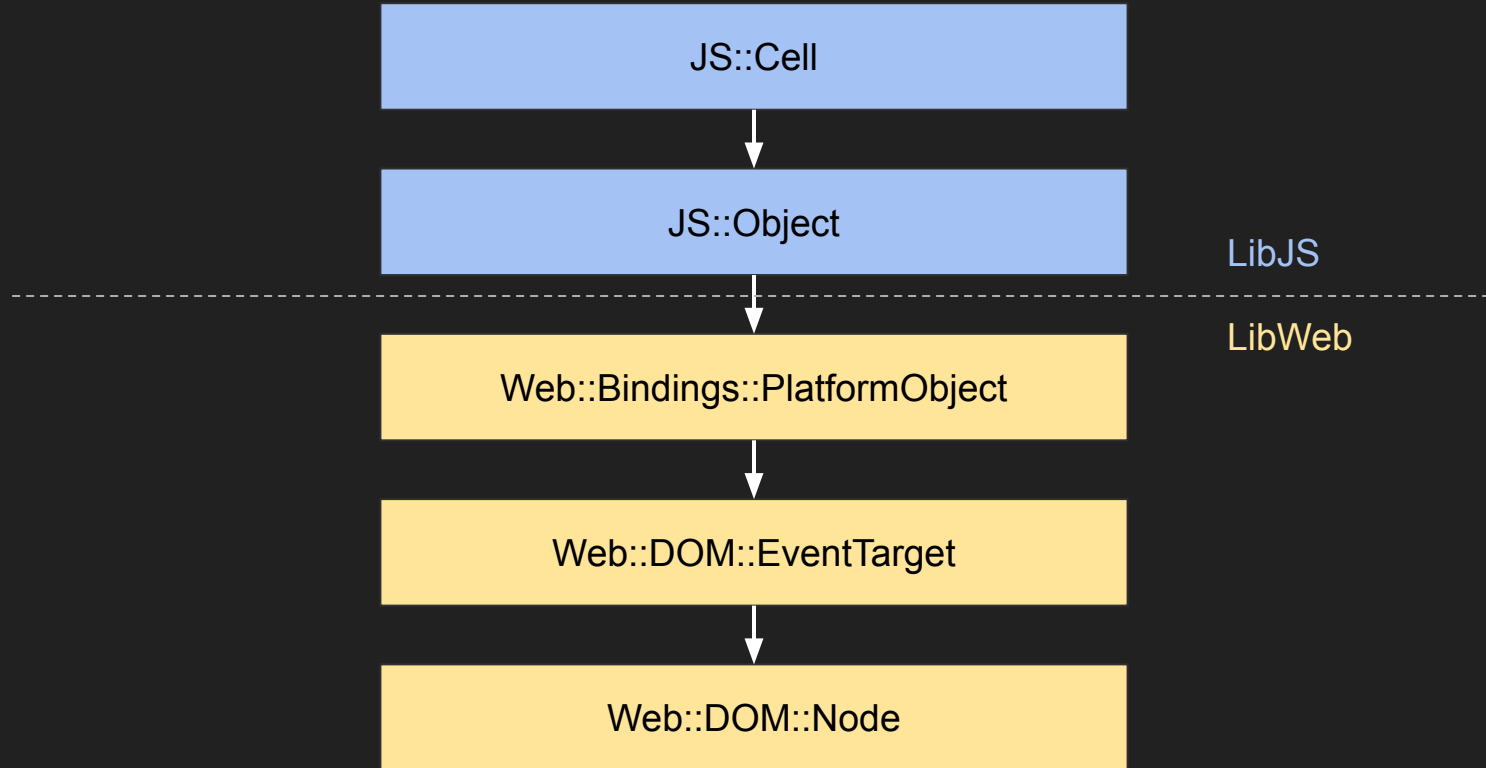 JS::Cell
JS::Object
LibJS
LibWeb
Web::Bindings::PlatformObject
Web::DOM::EventTarget
Web::DOM::Node